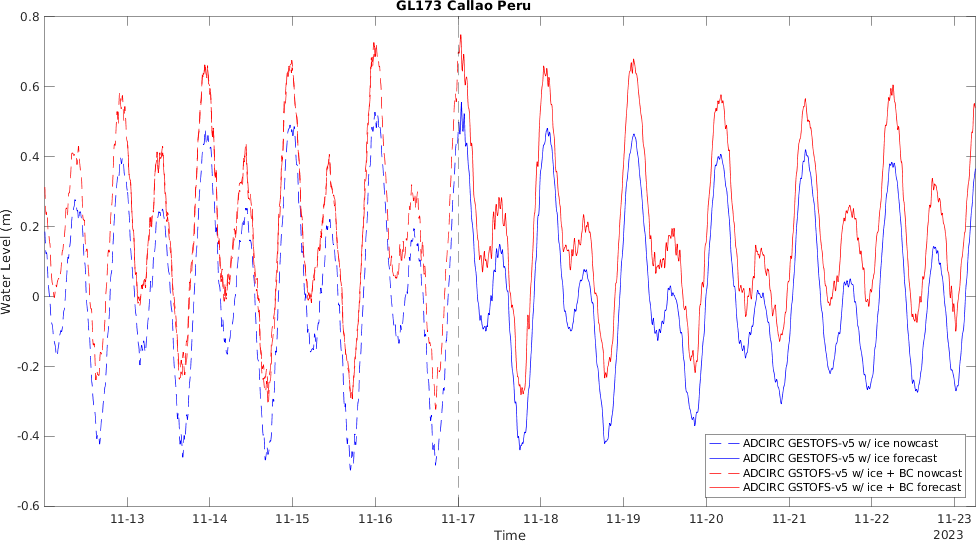 GL173 Callao Peru
0.8
0.6
0.4
0.2
0
-0.2
-0.4
-0.6
Water Level (m)
ADCIRC GESTOFS-v5 w/ ice nowcast
ADCIRC GESTOFS-v5 w/ ice forecast
ADCIRC GSTOFS-v5 w/ ice + BC nowcast
ADCIRC GSTOFS-v5 w/ ice + BC forecast
11-13 11-14 11-15 11-16 11-17 11-18 11-19 11-20 11-21 11-22 11-23
Time 2023